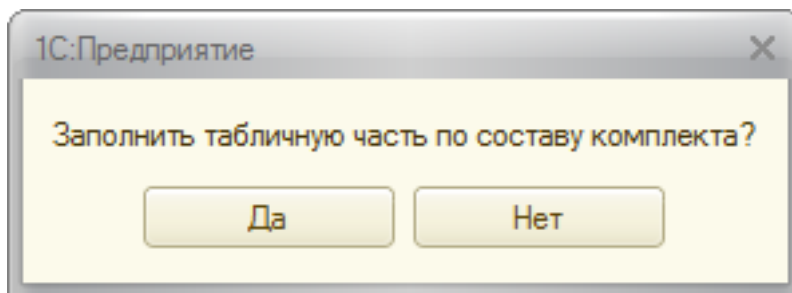 1С:Предприятие
Заполнить табличную часть по составу комплекта?
Да
Нет